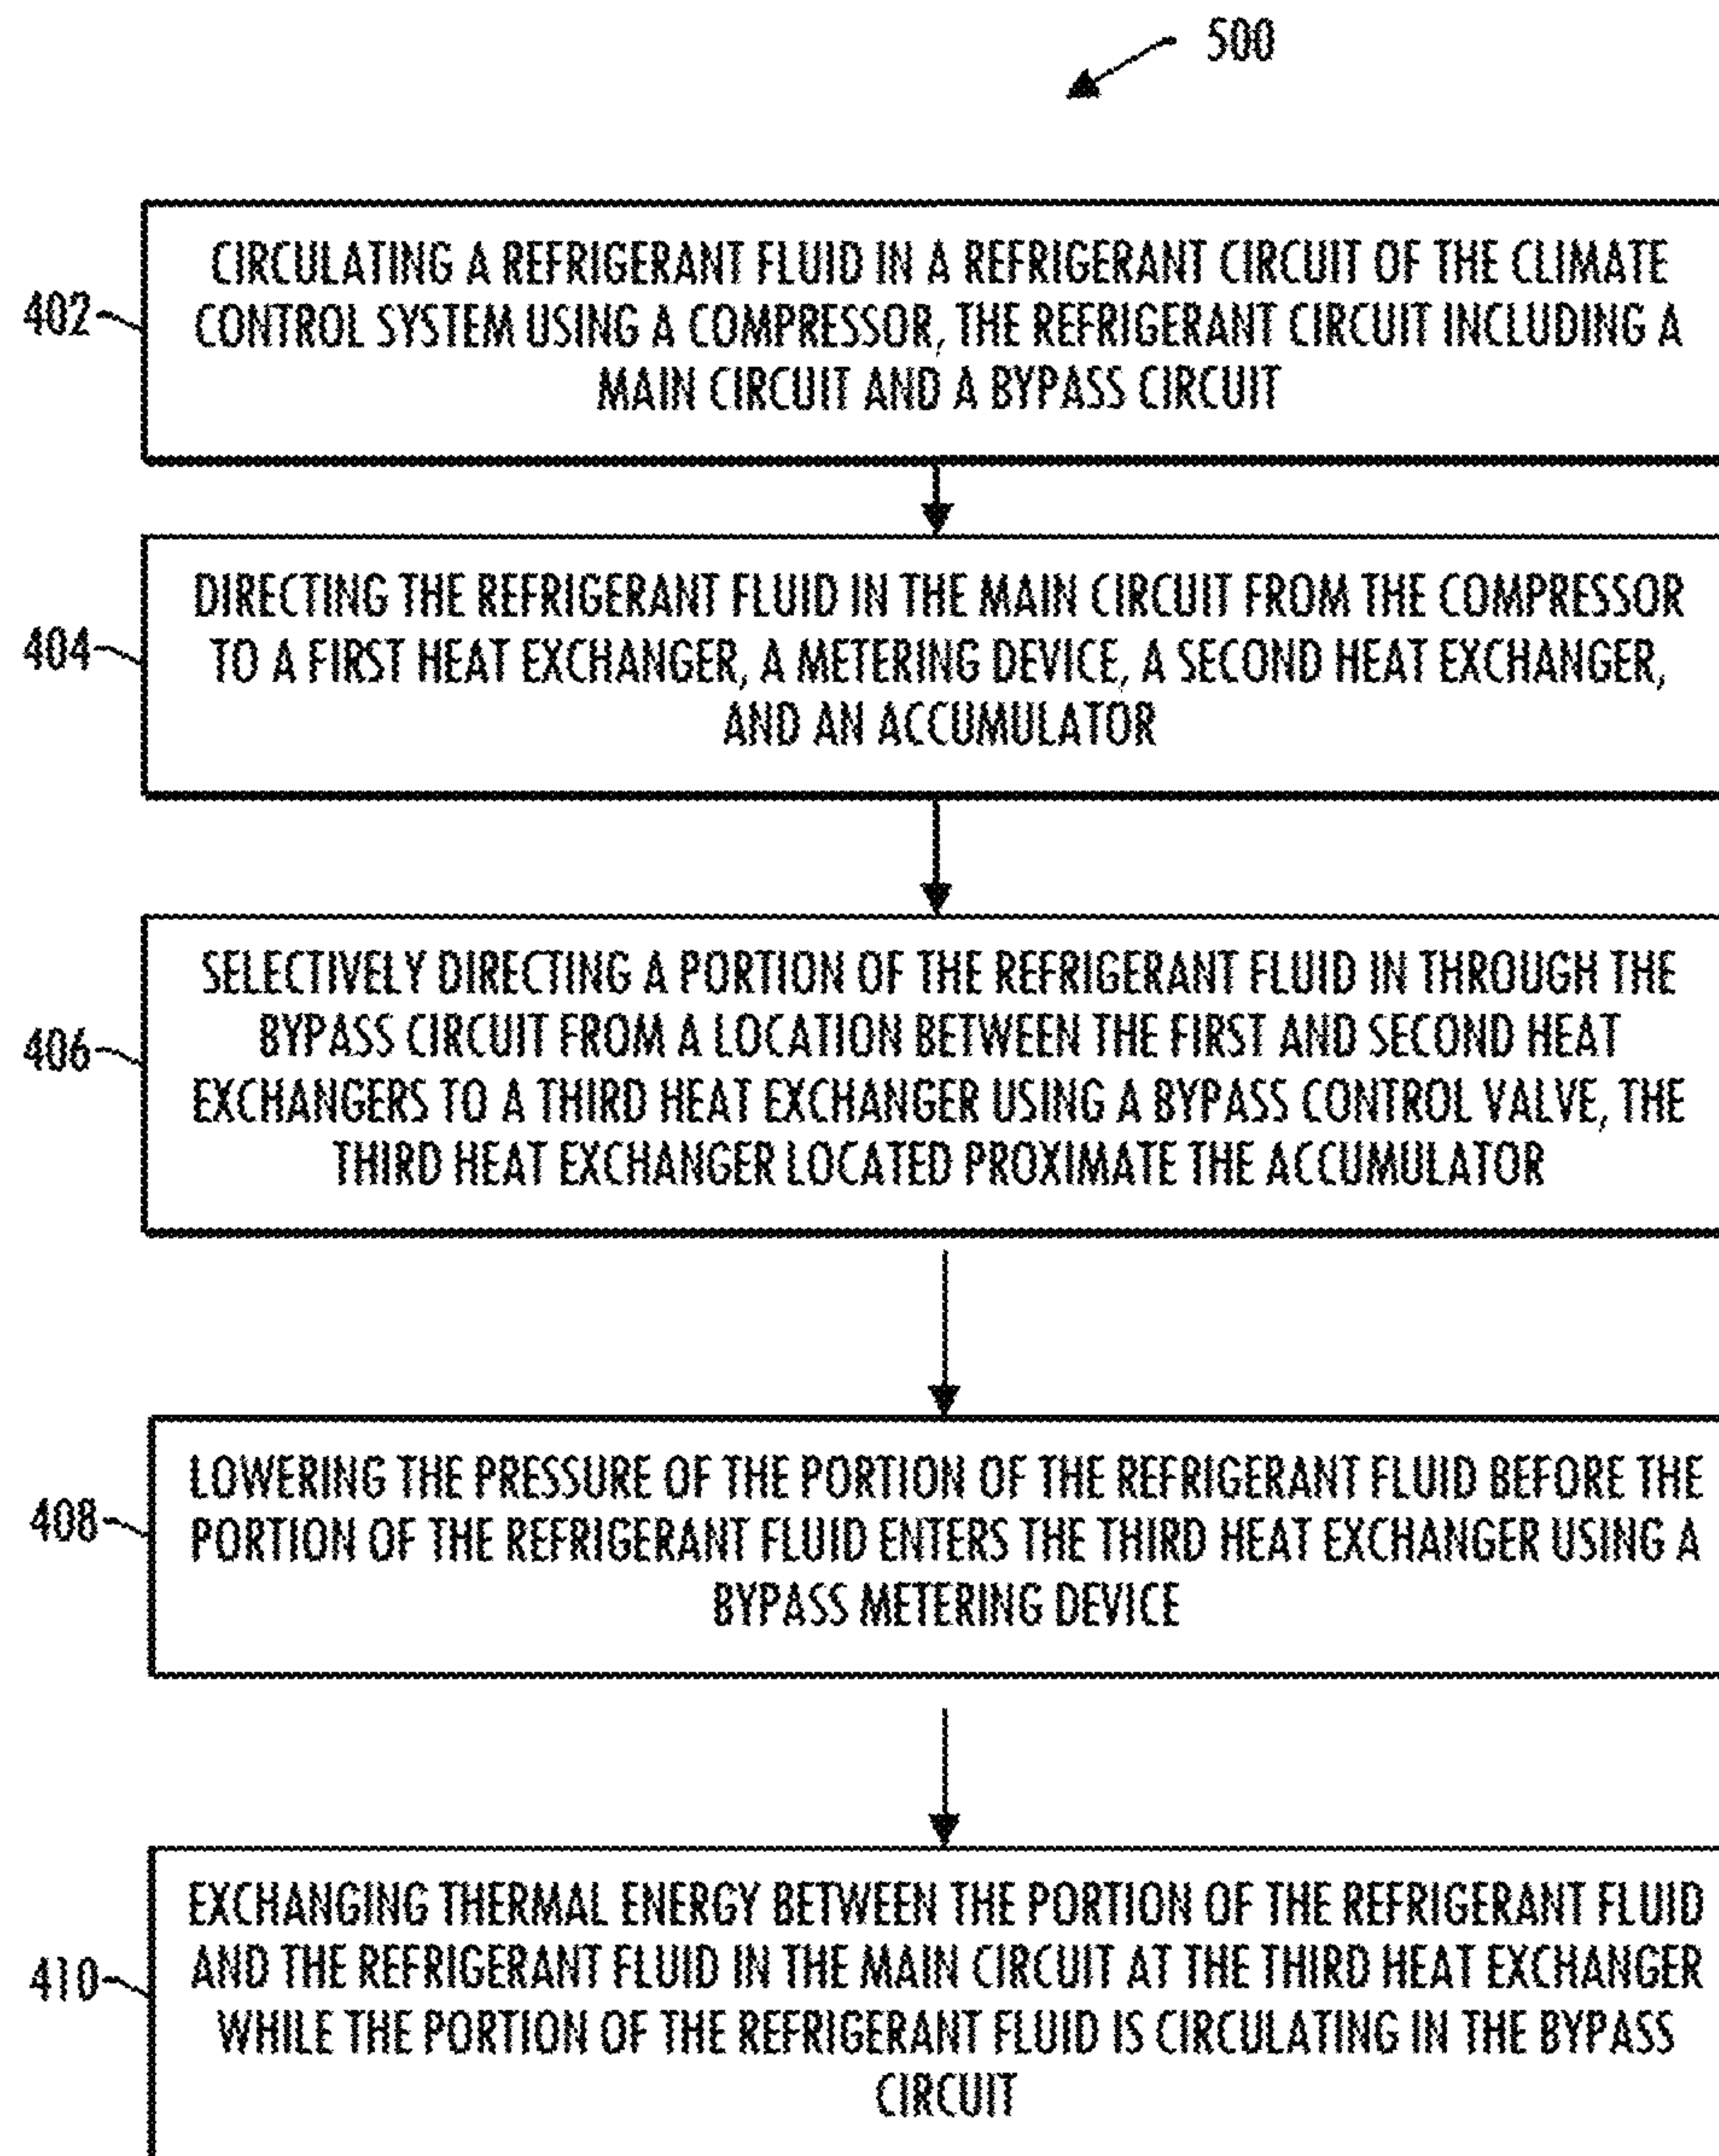 500
402
CIRCULATING A REFRIGERANT FLUID IN A REFRIGERANT CIRCUIT OF THE CLIMATE
CONTROL SYSTEM USING A COMPRESSOR, THE REFRIGERANT CIRCUIT INCLUDING A
MAIN CIRCUIT AND A BYPASS CIRCUIT
404
DIRECTING THE REFRIGERANT FLUID IN THE MAIN CIRCUIT FROM THE COMPRESSOR
TO A FIRST HEAT EXCHANGER, A METERING DEVICE, A SECOND HEAT EXCHANGER,
AND AN ACCUMULATOR
406
SELECTIVELY DIRECTING A PORTION OF THE REFRIGERANT FLUID IN THROUGH THE
BYPASS CIRCUIT FROM A LOCATION BETWEEN THE FIRST AND SECOND HEAT
EXCHANGERS TO A THIRD HEAT EXCHANGER USING A BYPASS CONTROL VALVE, THE
THIRD HEAT EXCHANGER LOCATED PROXIMATE THE ACCUMULATOR
408
LOWERING THE PRESSURE OF THE PORTION OF THE REFRIGERANT FLUID BEFORE THE
PORTION OF THE REFRIGERANT FLUID ENTERS THE THIRD HEAT EXCHANGER USING A
BYPASS METERING DEVICE
410
EXCHANGING THERMAL ENERGY BETWEEN THE PORTION OF THE REFRIGERANT FLUID
AND THE REFRIGERANT FLUID IN THE MAIN CIRCUIT AT THE THIRD HEAT EXCHANGER
WHILE THE PORTION OF THE REFRIGERANT FLUID IS CIRCULATING IN THE BYPASS
CIRCUIT